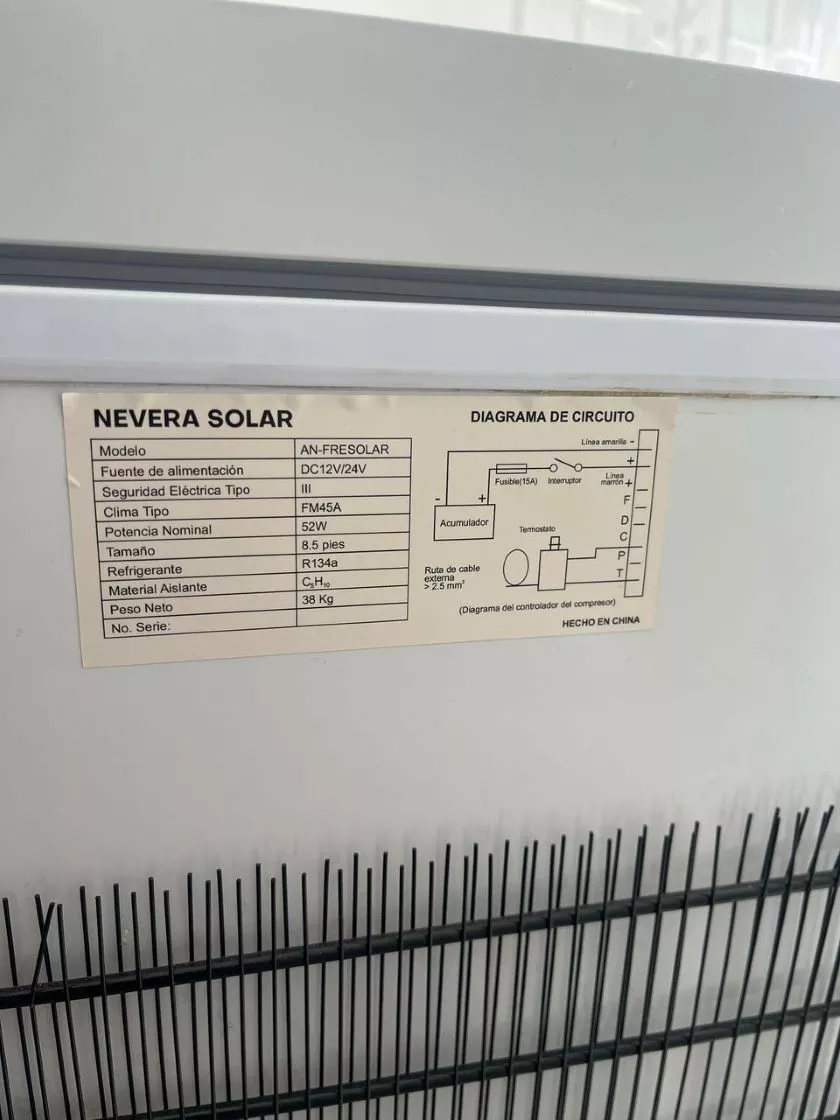 NEVERA SOLAR
Modelo AN-FRESOLAR
Fuente de alimentación DC12V/24V
Seguridad Eléctrica Tipo III
Clima Tipo FM45A
Potencia Nominal 52W
Tamaño 8.5 pies
Refrigerante R134a
Material Aislante C₅H₁₀
Peso Neto 38 Kg
No. Serie:
DIAGRAMA DE CIRCUITO
Línea amarilla -
+
Fusible(15A) Interruptor Línea
marrón +
- +
Acumulador
F
D
C
P
T
Termostato
Ruta de cable
externa
> 2.5 mm²
(Diagrama del controlador del compresor)
HECHO EN CHINA